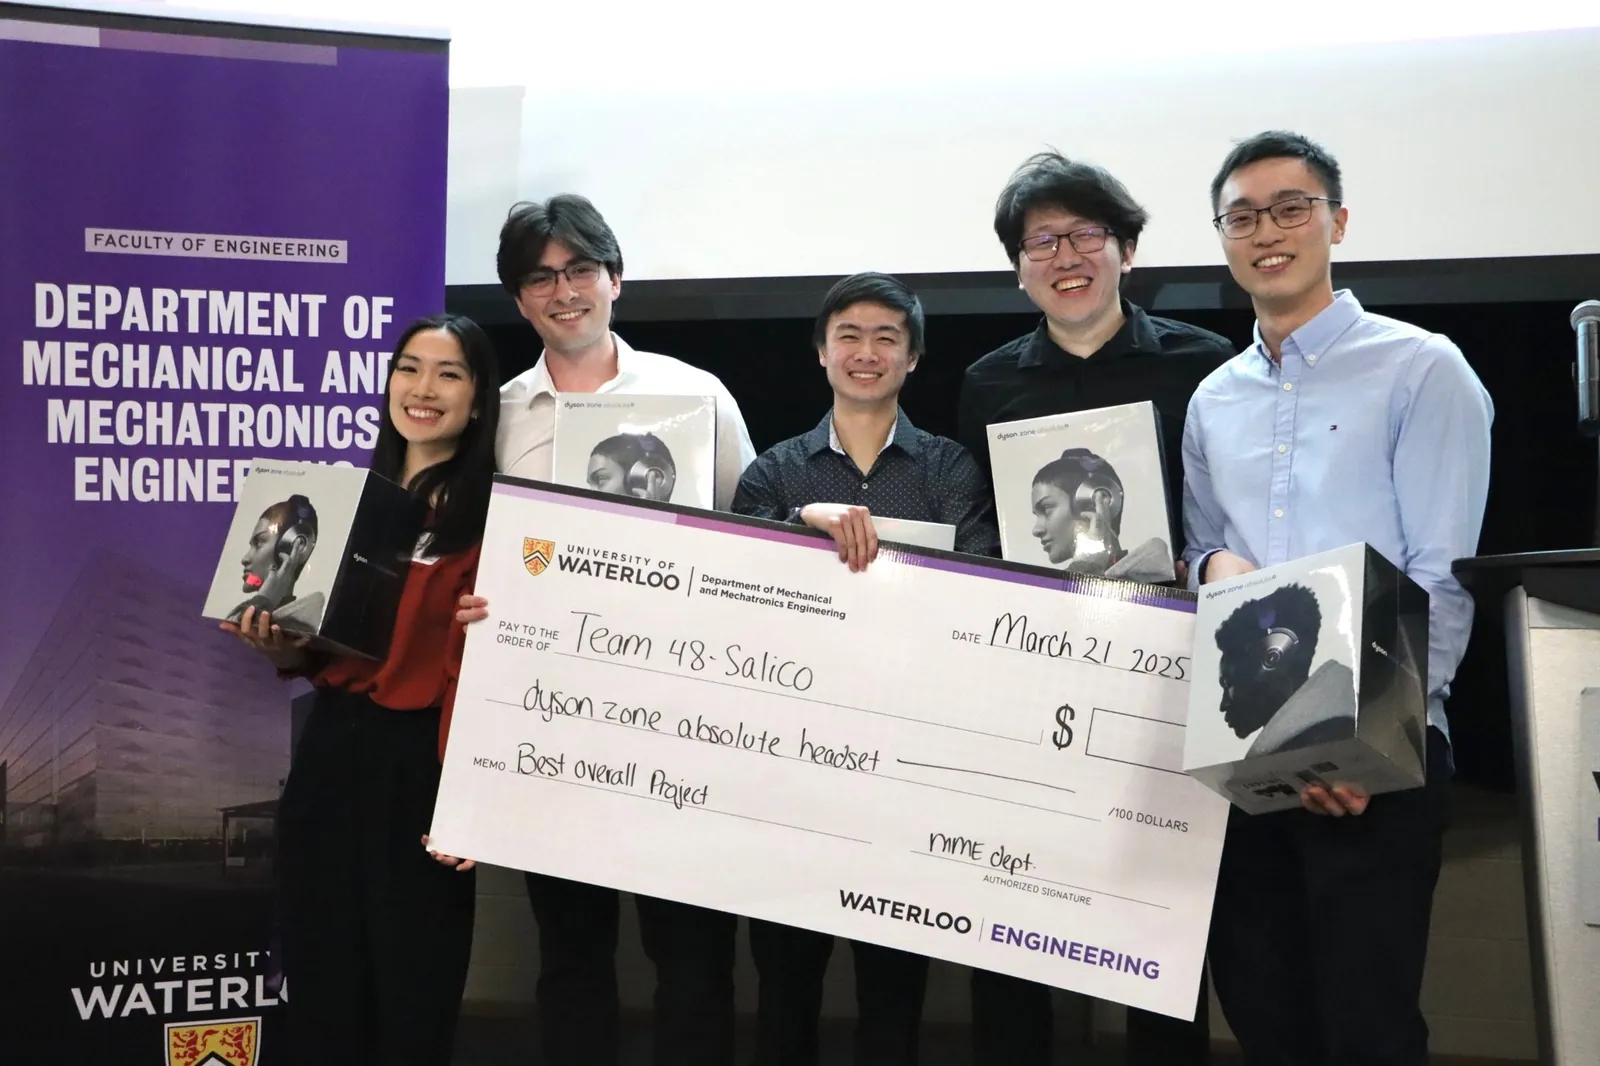 FACULTY OF ENGINEERING
DEPARTMENT OF
MECHANICAL AND
MECHATRONICS
ENGINEERING
UNIVERSITY
WATERL
dyson zone absolute+
dyson
dyson zone absolute+
dyson zone absolute+
dyson zone absolute+
dyson
UNIVERSITY OF
WATERLOO
Department of Mechanical
and Mechatronics Engineering
DATE March 21 2025
PAY TO THE
ORDER OF Team 48-Salico
$
dyson zone absolute headset
/100 DOLLARS
MEMO Best overall Project
MME dept.
AUTHORIZED SIGNATURE
WATERLOO ENGINEERING